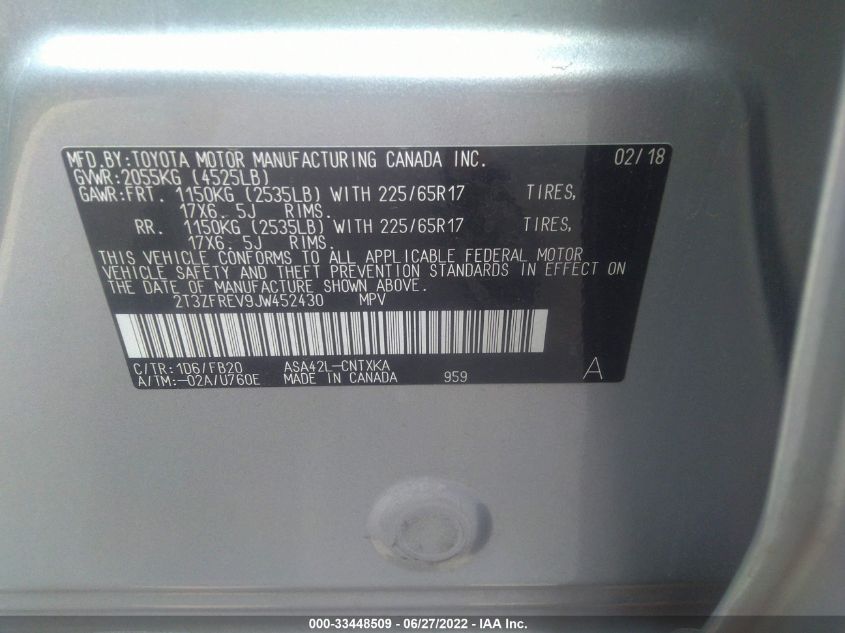 MFD.BY:TOYOTA MOTOR MANUFACTURING CANADA INC. 02/18
GVWR:2055KG (4525LB)
GAWR:FRT. 1150KG (2535LB) WITH 225/65R17 TIRES,
17X6. 5J RIMS.
RR. 1150KG (2535LB) WITH 225/65R17 TIRES,
17X6. 5J RIMS.
THIS VEHICLE CONFORMS TO ALL APPLICABLE FEDERAL MOTOR
VEHICLE SAFETY AND THEFT PREVENTION STANDARDS IN EFFECT ON
THE DATE OF MANUFACTURE SHOWN ABOVE.
2T3ZFREV9JW452430 MPV
C/TR:1D6/FB20 ASA42L-CNTXKA
A/TM:-02A/U760E MADE IN CANADA 959 A
000-33448509 - 06/27/2022 - IAA Inc.